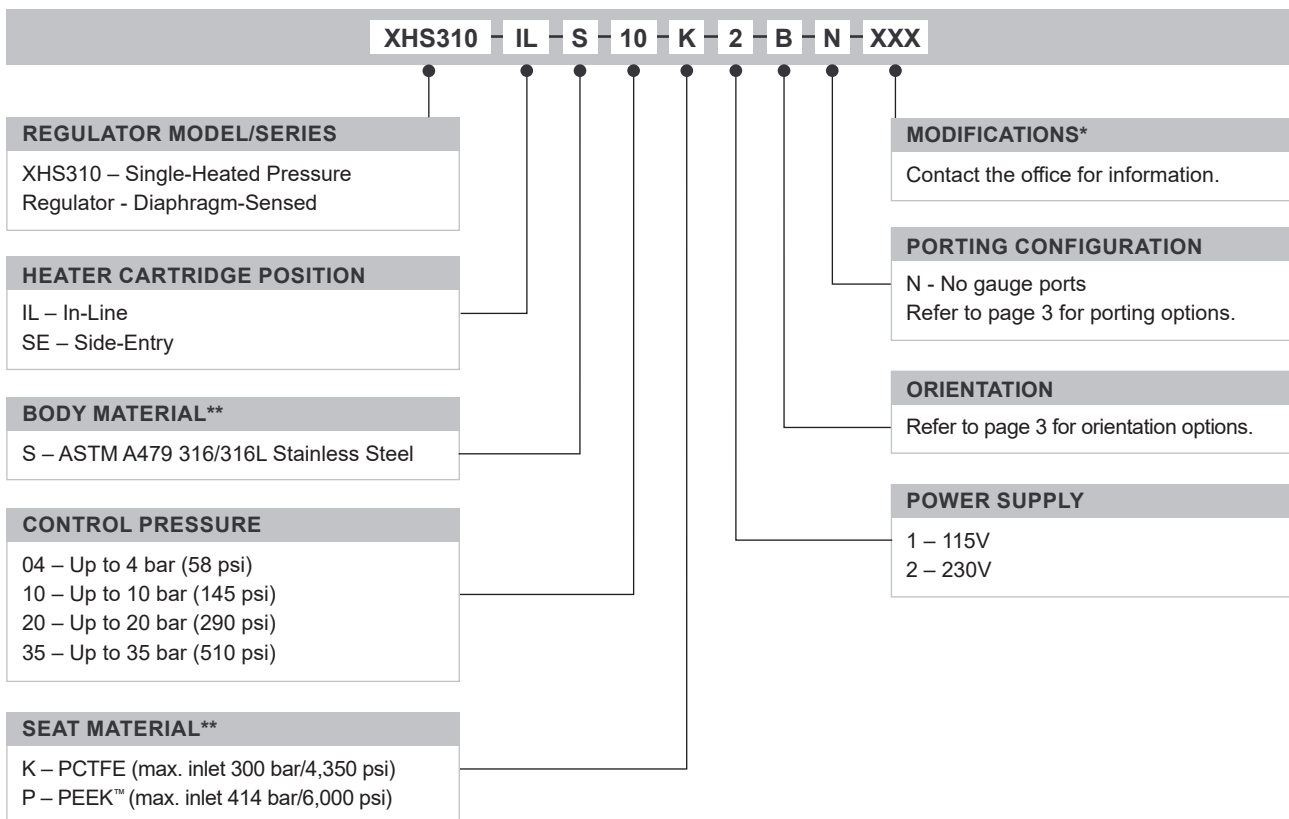 XHS310 - IL - S - 10 - K - 2 - B - N - XXX
REGULATOR MODEL/SERIES
XHS310 – Single-Heated Pressure
Regulator - Diaphragm-Sensed
HEATER CARTRIDGE POSITION
IL – In-Line
SE – Side-Entry
BODY MATERIAL**
S – ASTM A479 316/316L Stainless Steel
CONTROL PRESSURE
04 – Up to 4 bar (58 psi)
10 – Up to 10 bar (145 psi)
20 – Up to 20 bar (290 psi)
35 – Up to 35 bar (510 psi)
SEAT MATERIAL**
K – PCTFE (max. inlet 300 bar/4,350 psi)
P – PEEK™ (max. inlet 414 bar/6,000 psi)
MODIFICATIONS*
Contact the office for information.
PORTING CONFIGURATION
N - No gauge ports
Refer to page 3 for porting options.
ORIENTATION
Refer to page 3 for orientation options.
POWER SUPPLY
1 – 115V
2 – 230V